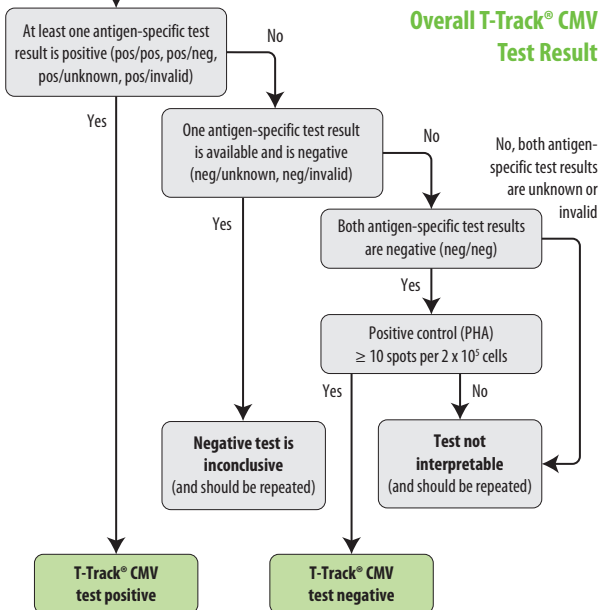 Overall T-Track® CMV
Test Result
At least one antigen-specific test
result is positive (pos/pos, pos/neg,
pos/unknown, pos/invalid)
No
Yes
One antigen-specific test result
is available and is negative
(neg/unknown, neg/invalid)
No
Yes
No, both antigen-
specific test results
are unknown or
invalid
Both antigen-specific test results
are negative (neg/neg)
Yes
Positive control (PHA)
≥ 10 spots per 2 x 10⁵ cells
Yes
No
Negative test is
inconclusive
(and should be repeated)
Test not
interpretable
(and should be repeated)
T-Track® CMV
test positive
T-Track® CMV
test negative